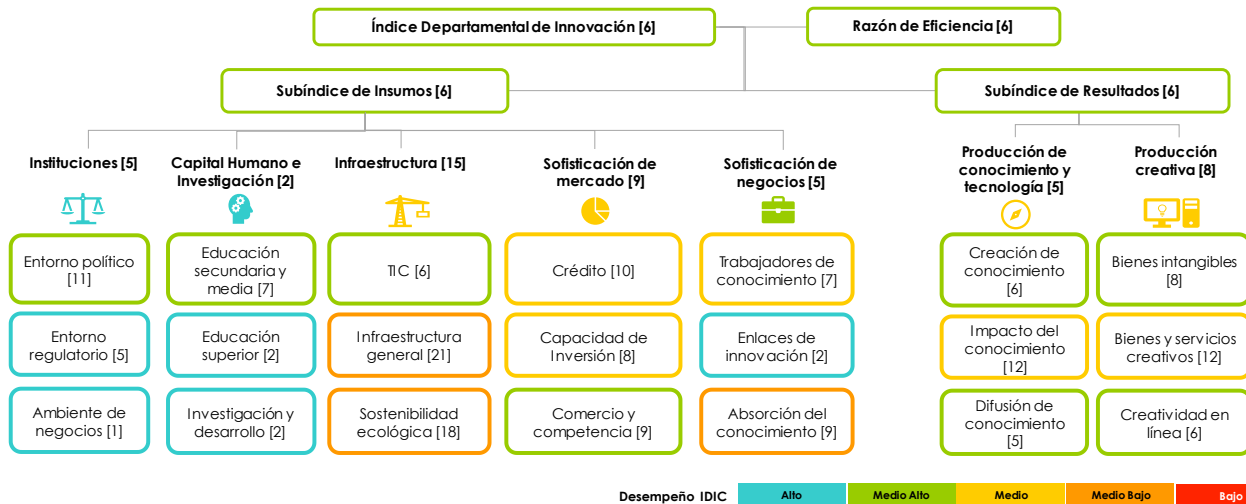 Índice Departamental de Innovación [6]
Razón de Eficiencia [6]
Subíndice de Insumos [6]
Subíndice de Resultados [6]
Instituciones [5]
Capital Humano e
Investigación [2]
Infraestructura [15]
Sofisticación de
mercado [9]
Sofisticación de
negocios [5]
Producción de
conocimiento y
tecnología [5]
Producción
creativa [8]
Entorno político
[11]
Educación
secundaria y
media [7]
TIC [6]
Crédito [10]
Trabajadores de
conocimiento [7]
Creación de
conocimiento
[6]
Bienes intangibles
[8]
Entorno
regulatorio [5]
Educación
superior [2]
Infraestructura
general [21]
Capacidad de
Inversión [8]
Enlaces de
innovación [2]
Impacto del
conocimiento
[12]
Bienes y servicios
creativos [12]
Ambiente de
negocios [1]
Investigación y
desarrollo [2]
Sostenibilidad
ecológica [18]
Comercio y
competencia [9]
Absorción del
conocimiento [9]
Difusión de
conocimiento
[5]
Creatividad en
línea [6]
Desempeño IDIC
Alto
Medio Alto
Medio
Medio Bajo
Bajo